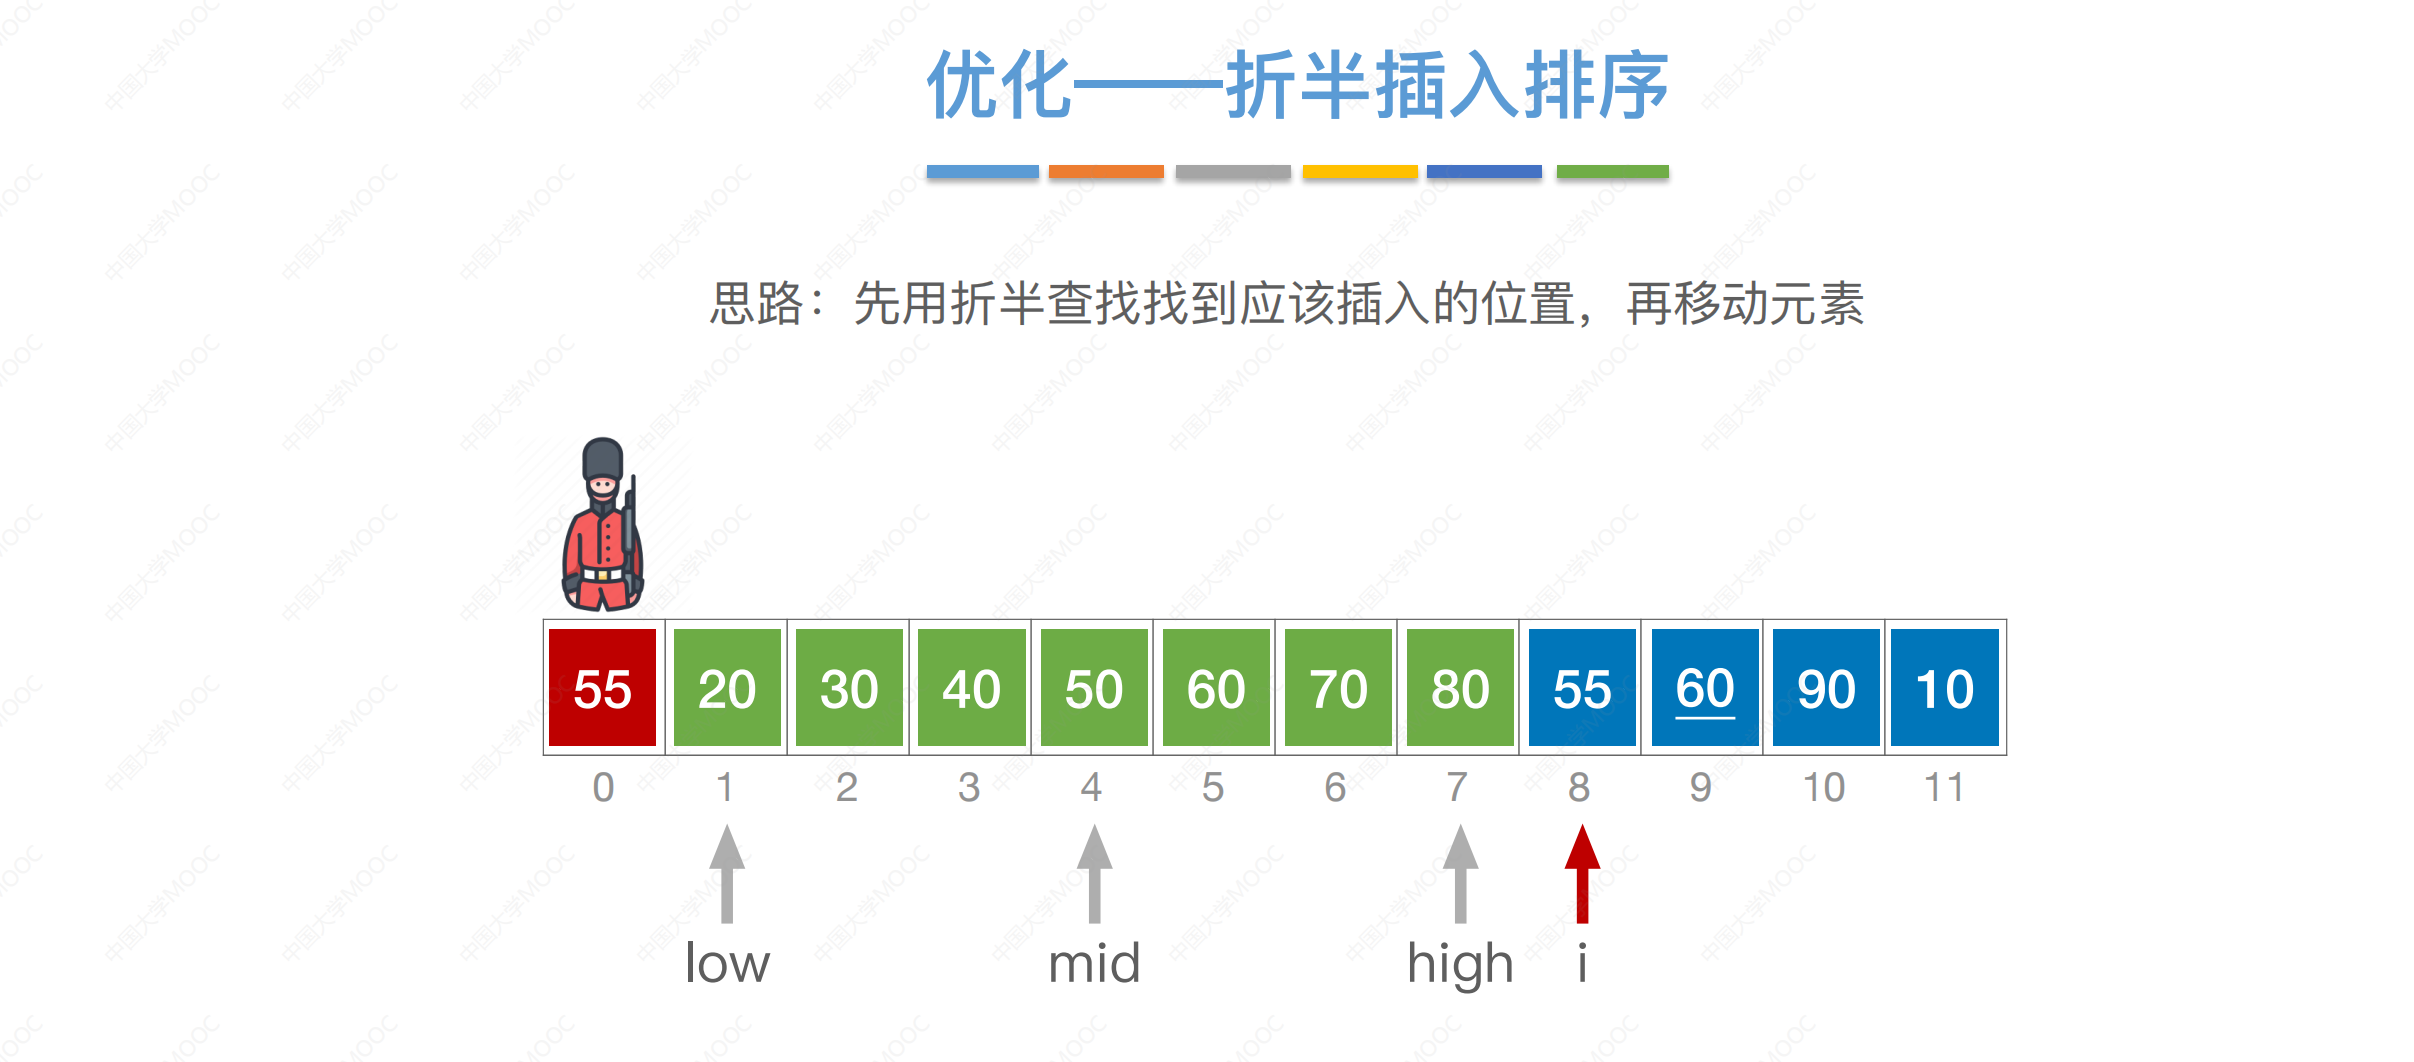 优化——折半插入排序
思路：先用折半查找找到应该插入的位置，再移动元素
55 20 30 40 50 60 70 80 55 60 90 10
0 1 2 3 4 5 6 7 8 9 10 11
low mid high i
中国大学MOOC